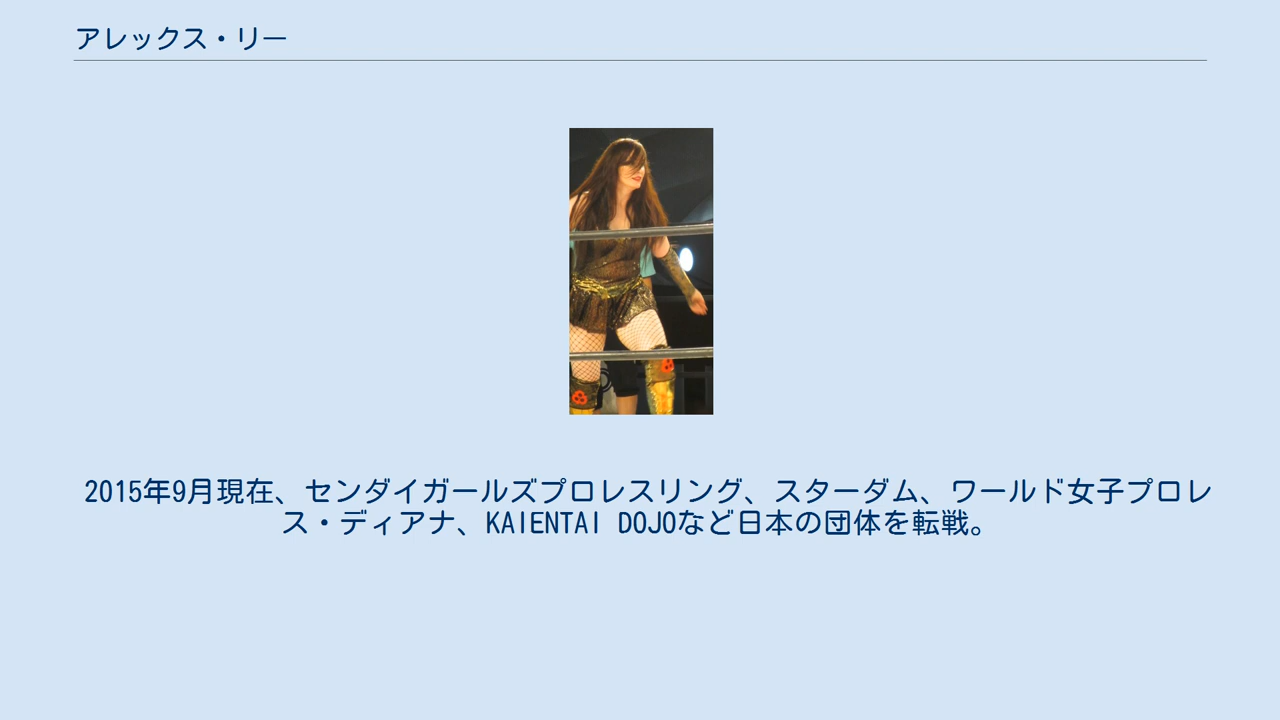 アレックス・リー
2015年9月現在、センダイガールズプロレスリング、スターダム、ワールド女子プロレ
ス・ディアナ、KAIENTAI DOJOなど日本の団体を転戦。